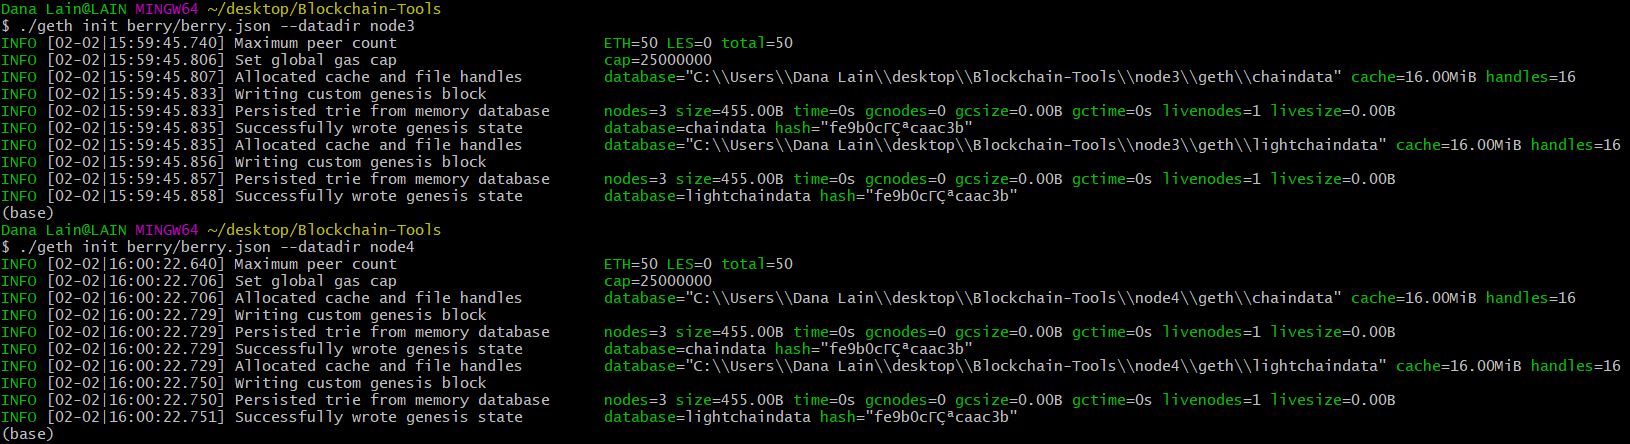 Dana Lain@LAIN MINGW64 ~/desktop/Blockchain-Tools
$ ./geth init berry/berry.json --datadir node3
INFO [02-02|15:59:45.740] Maximum peer count ETH=50 LES=0 total=50
INFO [02-02|15:59:45.806] Set global gas cap cap=25000000
INFO [02-02|15:59:45.807] Allocated cache and file handles database="C:\\Users\\Dana Lain\\desktop\\Blockchain-Tools\\node3\\geth\\chaindata" cache=16.00MiB handles=16
INFO [02-02|15:59:45.833] Writing custom genesis block
INFO [02-02|15:59:45.833] Persisted trie from memory database nodes=3 size=455.00B time=0s gcnodes=0 gcsize=0.00B gctime=0s livenodes=1 livesize=0.00B
INFO [02-02|15:59:45.835] Successfully wrote genesis state database=chaindata hash="fe9b0cΓÇªcaac3b"
INFO [02-02|15:59:45.835] Allocated cache and file handles database="C:\\Users\\Dana Lain\\desktop\\Blockchain-Tools\\node3\\geth\\lightchaindata" cache=16.00MiB handles=16
INFO [02-02|15:59:45.856] Writing custom genesis block
INFO [02-02|15:59:45.857] Persisted trie from memory database nodes=3 size=455.00B time=0s gcnodes=0 gcsize=0.00B gctime=0s livenodes=1 livesize=0.00B
INFO [02-02|15:59:45.858] Successfully wrote genesis state database=lightchaindata hash="fe9b0cΓÇªcaac3b"
(base)
Dana Lain@LAIN MINGW64 ~/desktop/Blockchain-Tools
$ ./geth init berry/berry.json --datadir node4
INFO [02-02|16:00:22.640] Maximum peer count ETH=50 LES=0 total=50
INFO [02-02|16:00:22.706] Set global gas cap cap=25000000
INFO [02-02|16:00:22.706] Allocated cache and file handles database="C:\\Users\\Dana Lain\\desktop\\Blockchain-Tools\\node4\\geth\\chaindata" cache=16.00MiB handles=16
INFO [02-02|16:00:22.729] Writing custom genesis block
INFO [02-02|16:00:22.729] Persisted trie from memory database nodes=3 size=455.00B time=0s gcnodes=0 gcsize=0.00B gctime=0s livenodes=1 livesize=0.00B
INFO [02-02|16:00:22.729] Successfully wrote genesis state database=chaindata hash="fe9b0cΓÇªcaac3b"
INFO [02-02|16:00:22.729] Allocated cache and file handles database="C:\\Users\\Dana Lain\\desktop\\Blockchain-Tools\\node4\\geth\\lightchaindata" cache=16.00MiB handles=16
INFO [02-02|16:00:22.750] Writing custom genesis block
INFO [02-02|16:00:22.750] Persisted trie from memory database nodes=3 size=455.00B time=0s gcnodes=0 gcsize=0.00B gctime=0s livenodes=1 livesize=0.00B
INFO [02-02|16:00:22.751] Successfully wrote genesis state database=lightchaindata hash="fe9b0cΓÇªcaac3b"
(base)